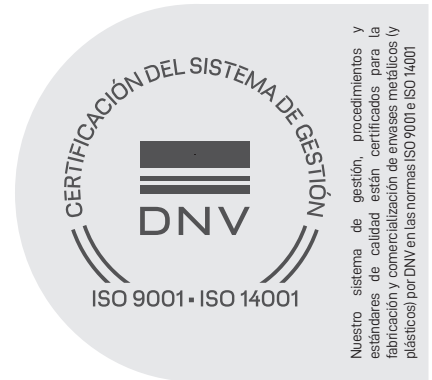 CERTIFICACIÓN DEL SISTEMA DE GESTIÓN
DNV
ISO 9001 ▪ ISO 14001
Nuestro sistema de gestión, procedimientos y
estándares de calidad están certificados para la
fabricación y comercialización de envases metálicos (y
plásticos) por DNV en las normas ISO 9001 e ISO 14001